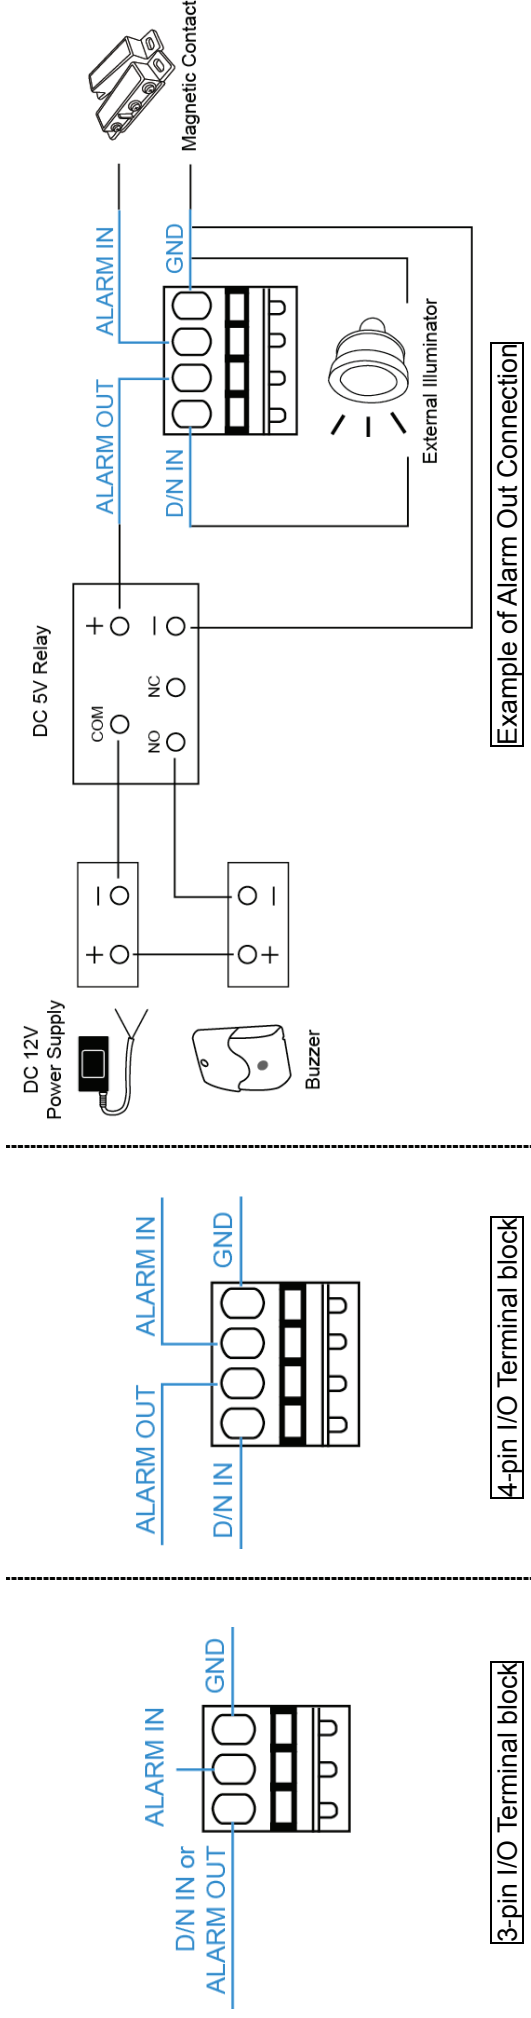 ALARM IN
D/N IN or
ALARM OUT
GND
3-pin I/O Terminal block
ALARM OUT
ALARM IN
D/N IN
GND
4-pin I/O Terminal block
DC 12V
Power Supply
+
−
DC 5V Relay
COM
+
NO
NC
−
ALARM OUT
ALARM IN
D/N IN
GND
Magnetic Contact
+
−
Buzzer
External Illuminator
Example of Alarm Out Connection